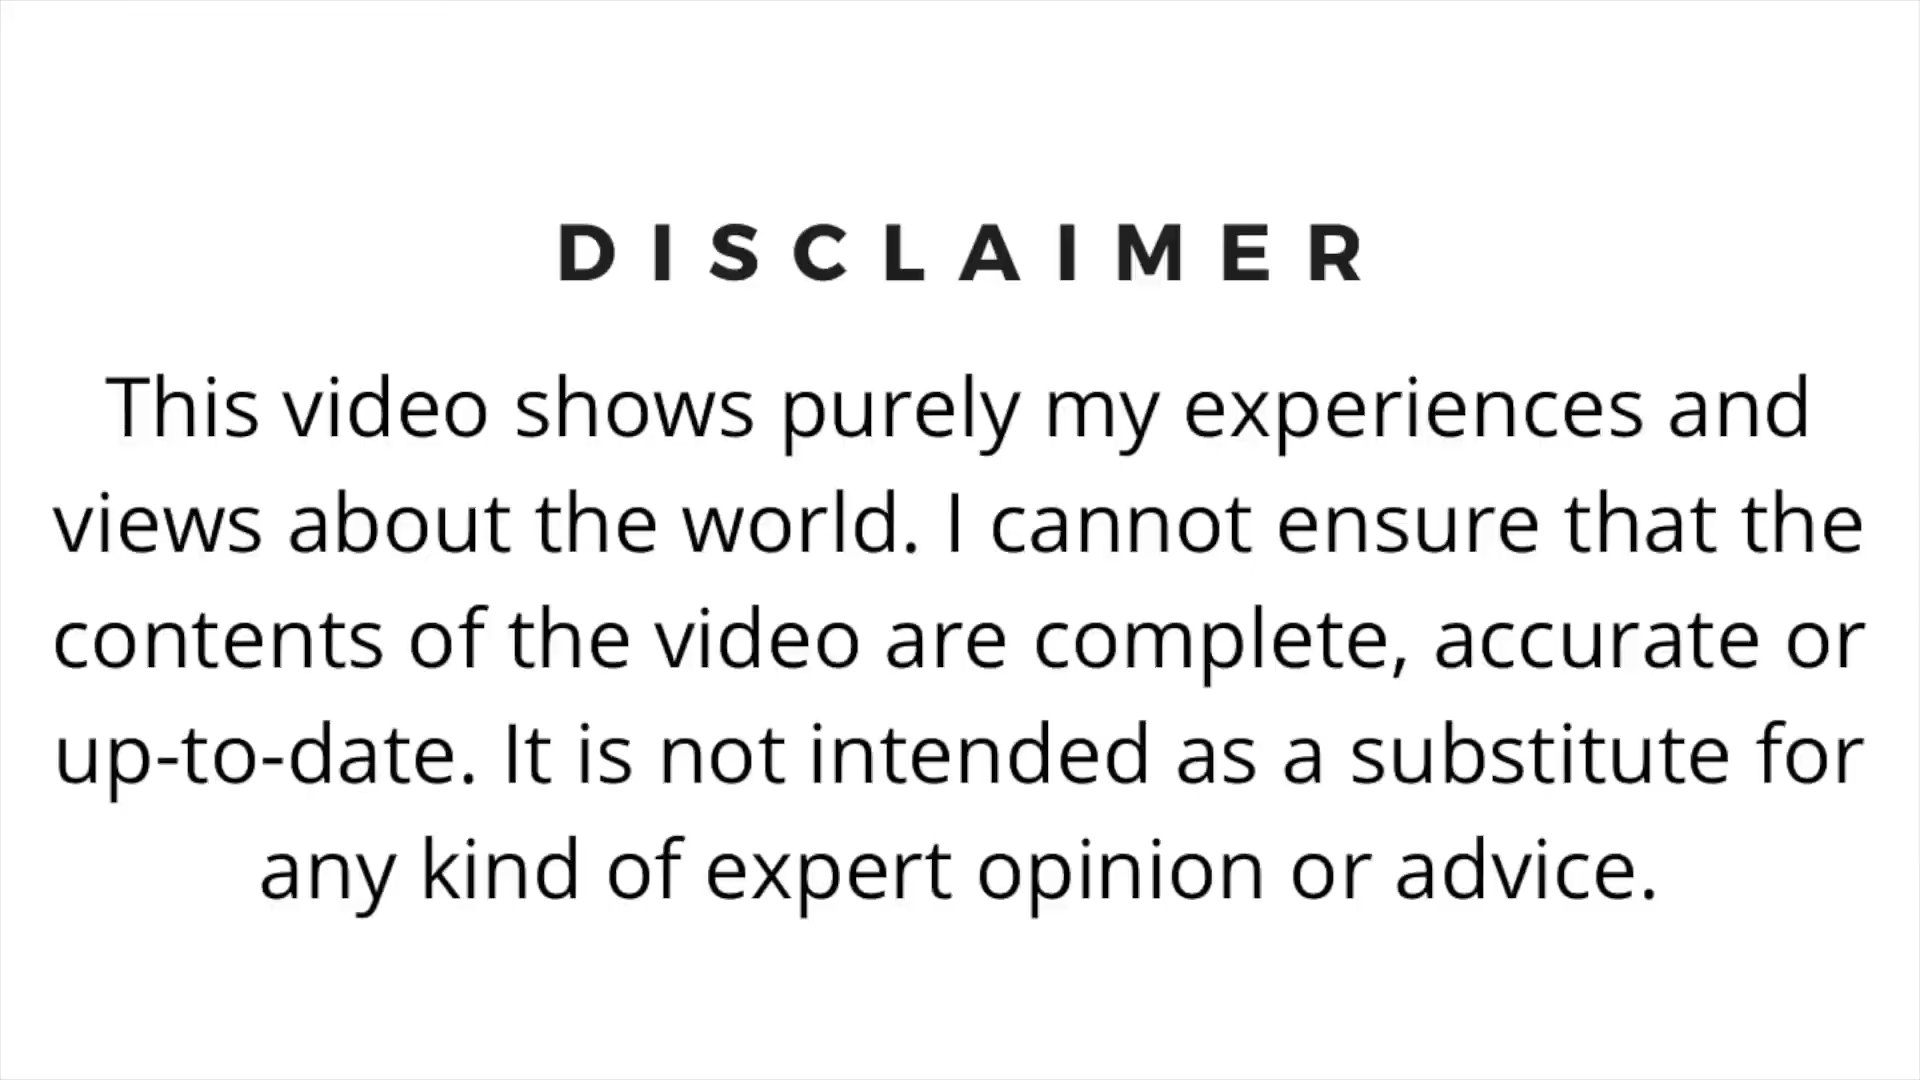 DISCLAIMER
This video shows purely my experiences and
views about the world. I cannot ensure that the
contents of the video are complete, accurate or
up-to-date. It is not intended as a substitute for
any kind of expert opinion or advice.